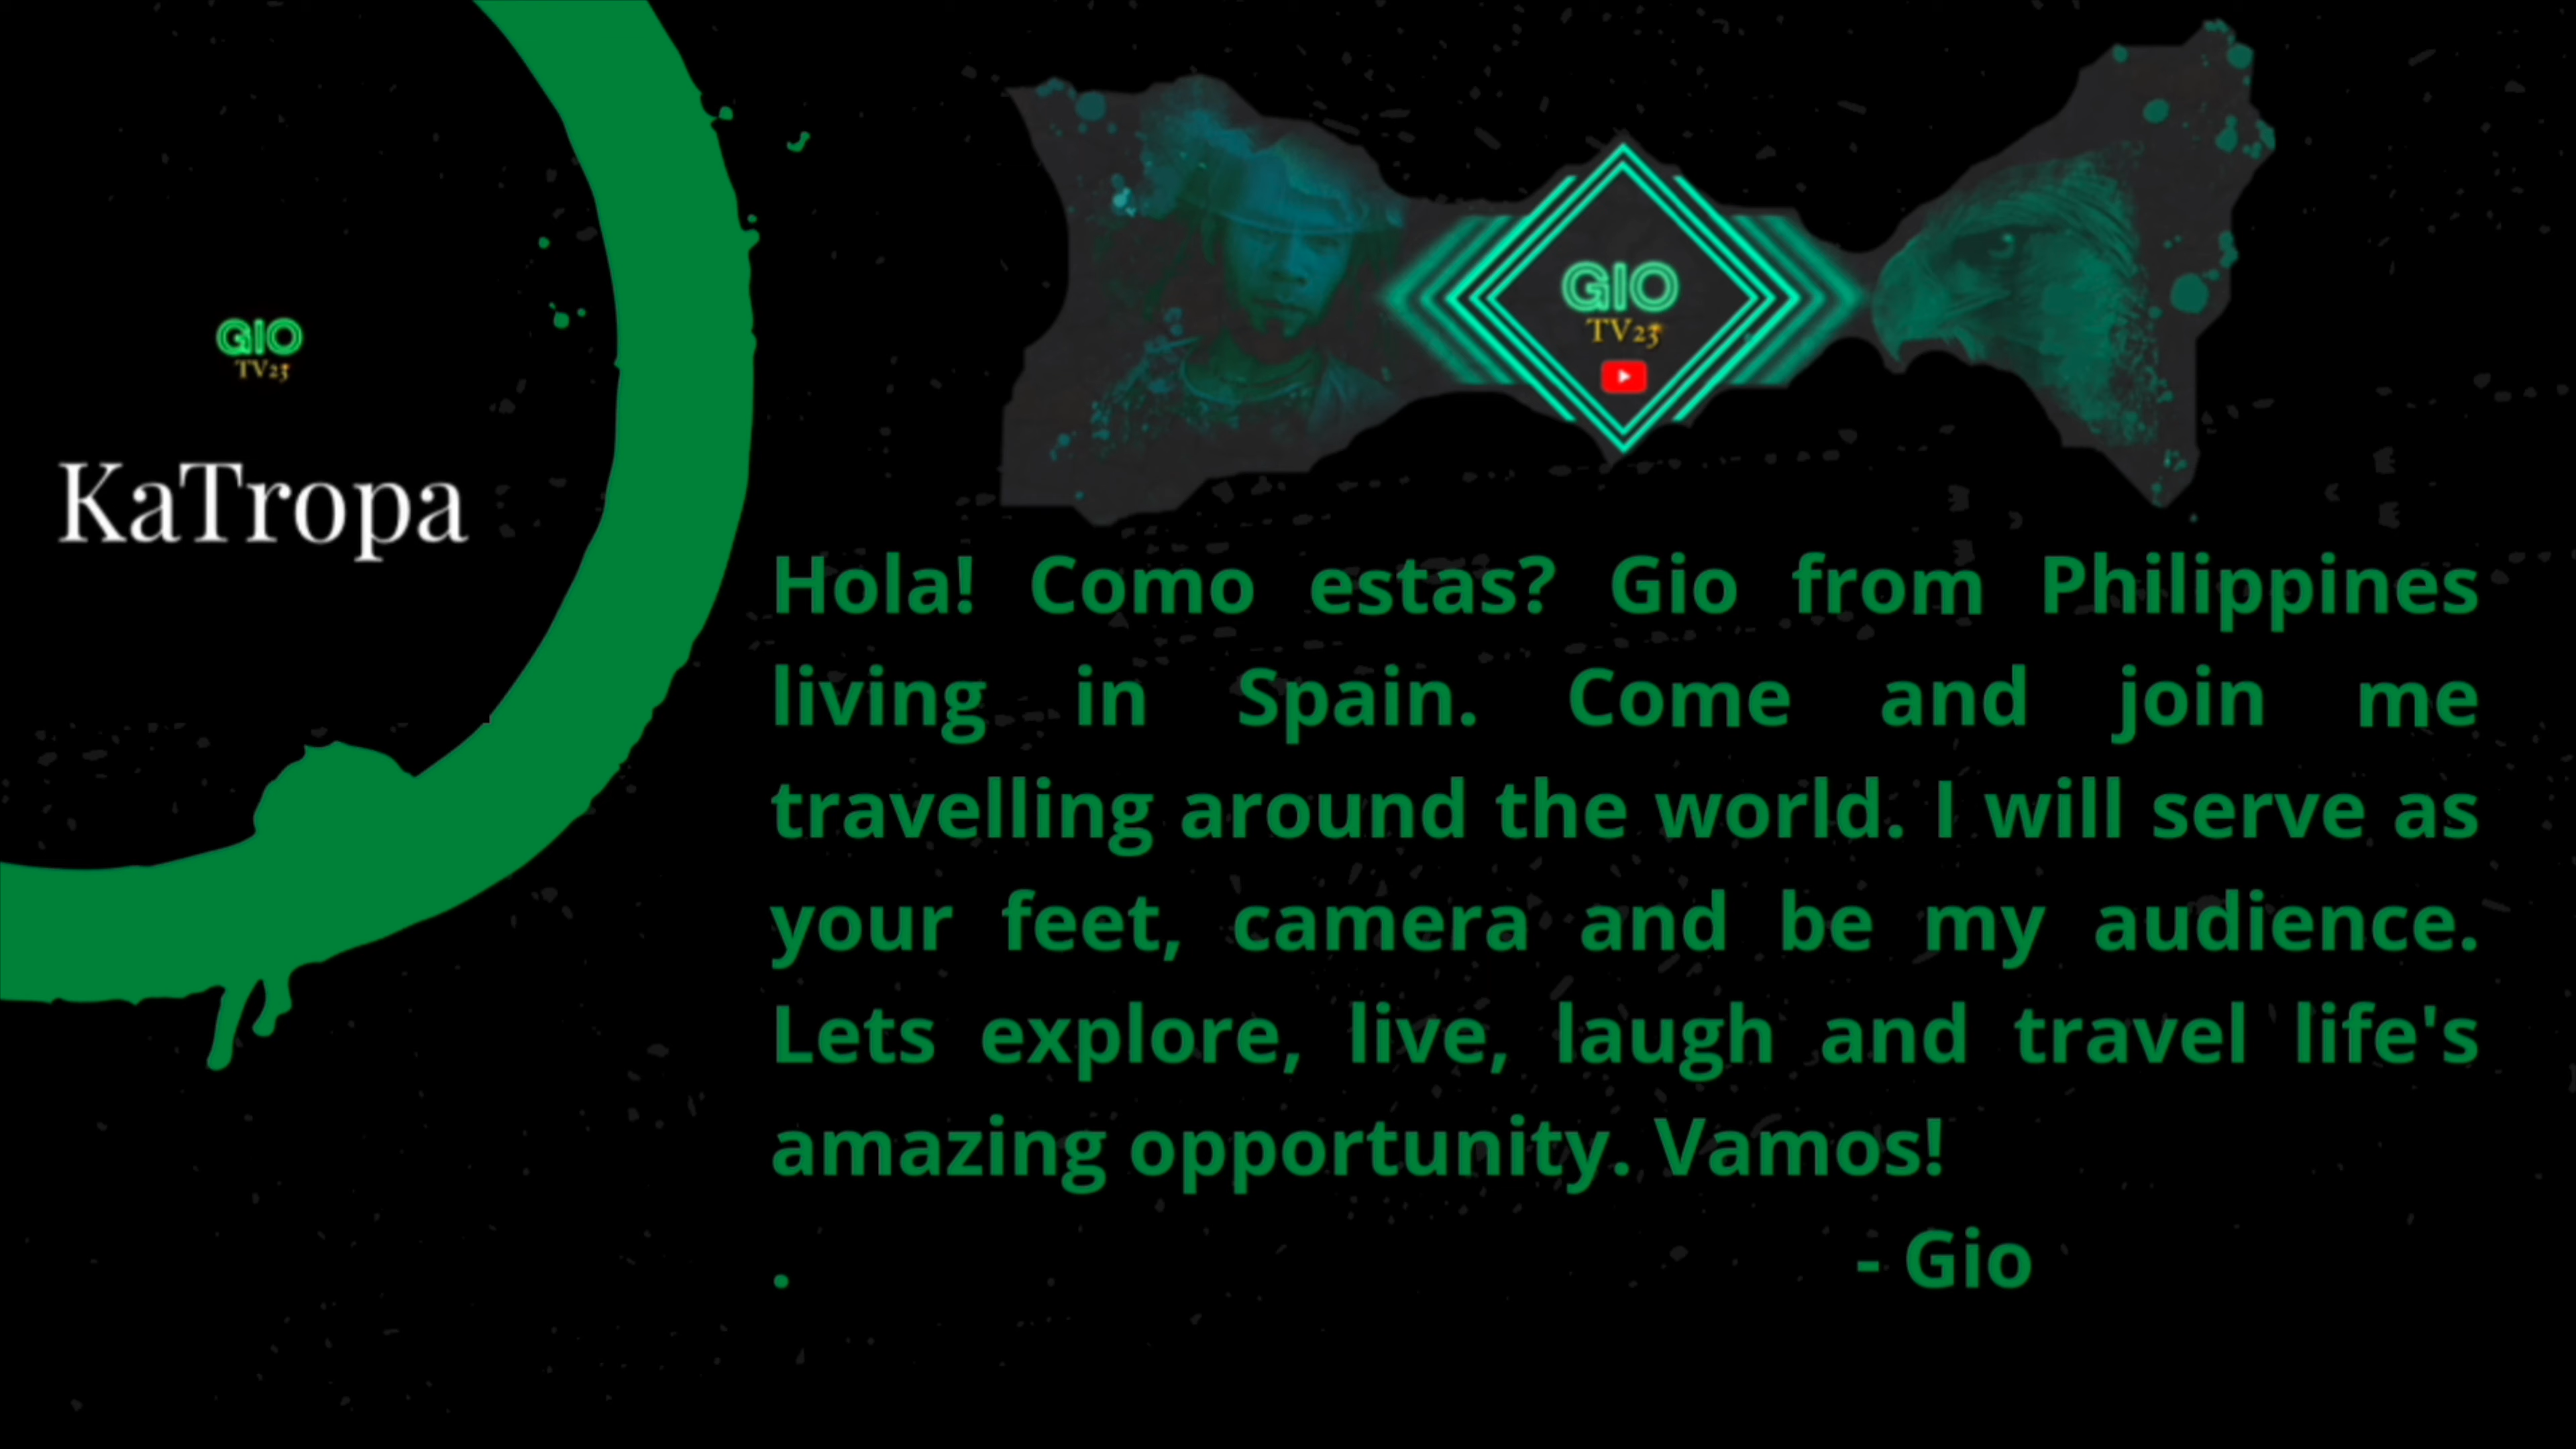 GIO
TV23
KaTropa
GIO
TV23
Hola! Como estas? Gio from Philippines
living in Spain. Come and join me
travelling around the world. I will serve as
your feet, camera and be my audience.
Lets explore, live, laugh and travel life's
amazing opportunity. Vamos!
. - Gio